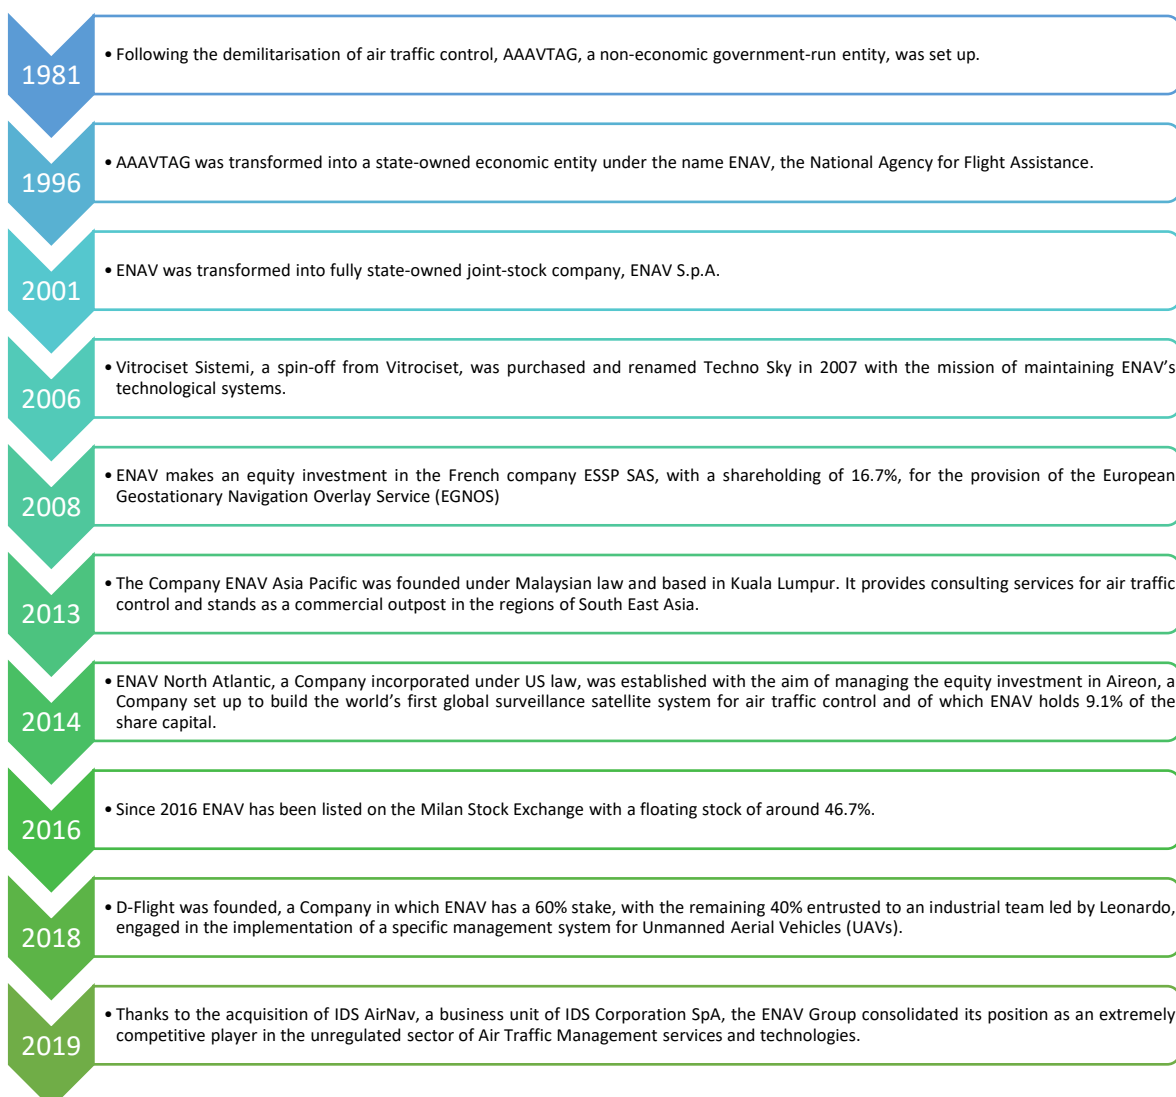 1981
• Following the demilitarisation of air traffic control, AAAVTAG, a non-economic government-run entity, was set up.
1996
• AAAVTAG was transformed into a state-owned economic entity under the name ENAV, the National Agency for Flight Assistance.
2001
• ENAV was transformed into fully state-owned joint-stock company, ENAV S.p.A.
2006
• Vitrociset Sistemi, a spin-off from Vitrociset, was purchased and renamed Techno Sky in 2007 with the mission of maintaining ENAV's
technological systems.
2008
• ENAV makes an equity investment in the French company ESSP SAS, with a shareholding of 16.7%, for the provision of the European
Geostationary Navigation Overlay Service (EGNOS)
2013
• The Company ENAV Asia Pacific was founded under Malaysian law and based in Kuala Lumpur. It provides consulting services for air traffic
control and stands as a commercial outpost in the regions of South East Asia.
2014
• ENAV North Atlantic, a Company incorporated under US law, was established with the aim of managing the equity investment in Aireon, a
Company set up to build the world's first global surveillance satellite system for air traffic control and of which ENAV holds 9.1% of the
share capital.
2016
• Since 2016 ENAV has been listed on the Milan Stock Exchange with a floating stock of around 46.7%.
2018
• D-Flight was founded, a Company in which ENAV has a 60% stake, with the remaining 40% entrusted to an industrial team led by Leonardo,
engaged in the implementation of a specific management system for Unmanned Aerial Vehicles (UAVs).
2019
• Thanks to the acquisition of IDS AirNav, a business unit of IDS Corporation SpA, the ENAV Group consolidated its position as an extremely
competitive player in the unregulated sector of Air Traffic Management services and technologies.